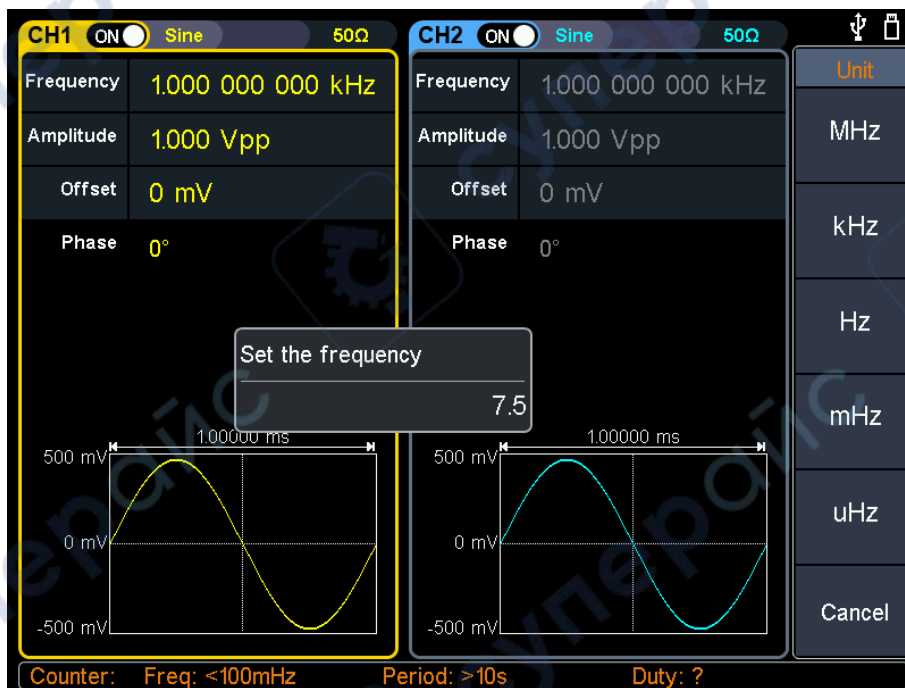 CH1 ON Sine 50Ω
Frequency 1.000 000 000 kHz
Amplitude 1.000 Vpp
Offset 0 mV
Phase 0°
CH2 ON Sine 50Ω
Frequency 1.000 000 000 kHz
Amplitude 1.000 Vpp
Offset 0 mV
Phase 0°
Set the frequency
7.5
1.00000 ms
500 mV
0 mV
-500 mV
1.00000 ms
500 mV
0 mV
-500 mV
Unit
MHz
kHz
Hz
mHz
uHz
Cancel
Counter: Freq: <100mHz Period: >10s Duty: ?
суперайс